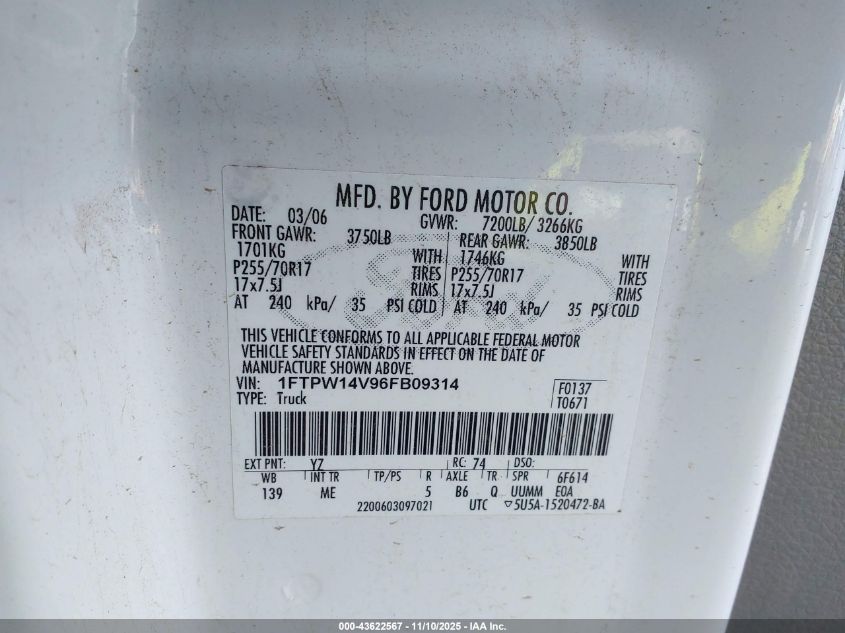 MFD. BY FORD MOTOR CO.
DATE: 03/06 GVWR: 7200LB/ 3266KG
FRONT GAWR: 3750LB REAR GAWR: 3850LB
1701KG WITH 1746KG WITH
P255/70R17 TIRES P255/70R17 TIRES
17x7.5J RIMS 17x7.5J RIMS
AT 240 kPa/ 35 PSI COLD AT 240 kPa/ 35 PSI COLD
THIS VEHICLE CONFORMS TO ALL APPLICABLE FEDERAL MOTOR
VEHICLE SAFETY STANDARDS IN EFFECT ON THE DATE OF
MANUFACTURE SHOWN ABOVE.
VIN: 1FTPW14V96FB09314 F0137
TYPE: Truck T0671
EXT PNT: YZ RC: 74 DSO:
WB INT TR TP/PS R AXLE TR SPR 6F614
139 ME 5 B6 Q UUMM E0A
2200603097021 UTC ▽5U5A-1520472-BA
000-43622567 - 11/10/2025 - IAA Inc.